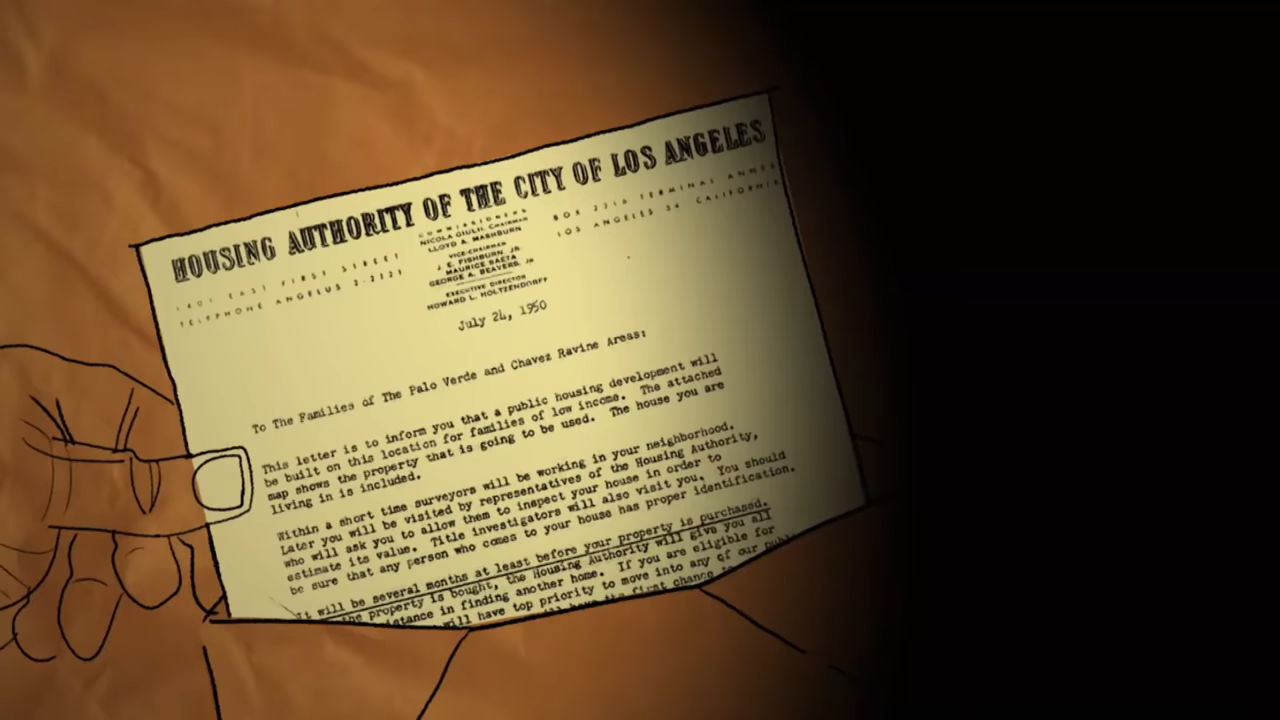 HOUSING AUTHORITY OF THE CITY OF LOS ANGELES
1401 EAST FIRST STREET
TELEPHONE ANGELUS 2-2121
COMMISSIONERS
NICOLA GIULII, CHAIRMAN
LLOYD A. MASHBURN
VICE-CHAIRMAN
J. E. FISHBURN, JR.
MAURICE SAETA
GEORGE A. BEAVERS, JR.
EXECUTIVE DIRECTOR
HOWARD L. HOLTZENDORFF
BOX 2319 TERMINAL ANNEX
LOS ANGELES 54 CALIFORNIA
July 24, 1950
To The Families of The Palo Verde and Chavez Ravine Areas:
This letter is to inform you that a public housing development will
be built on this location for families of low income. The attached
map shows the property that is going to be used. The house you are
living in is included.
Within a short time surveyors will be working in your neighborhood.
Later you will be visited by representatives of the Housing Authority,
who will ask you to allow them to inspect your house in order to
estimate its value. Title investigators will also visit you. You should
be sure that any person who comes to your house has proper identification.
It will be several months at least before your property is purchased.
the property is bought, the Housing Authority will give you all
istance in finding another home. If you are eligible for
will have top priority to move into any of our
the first chance